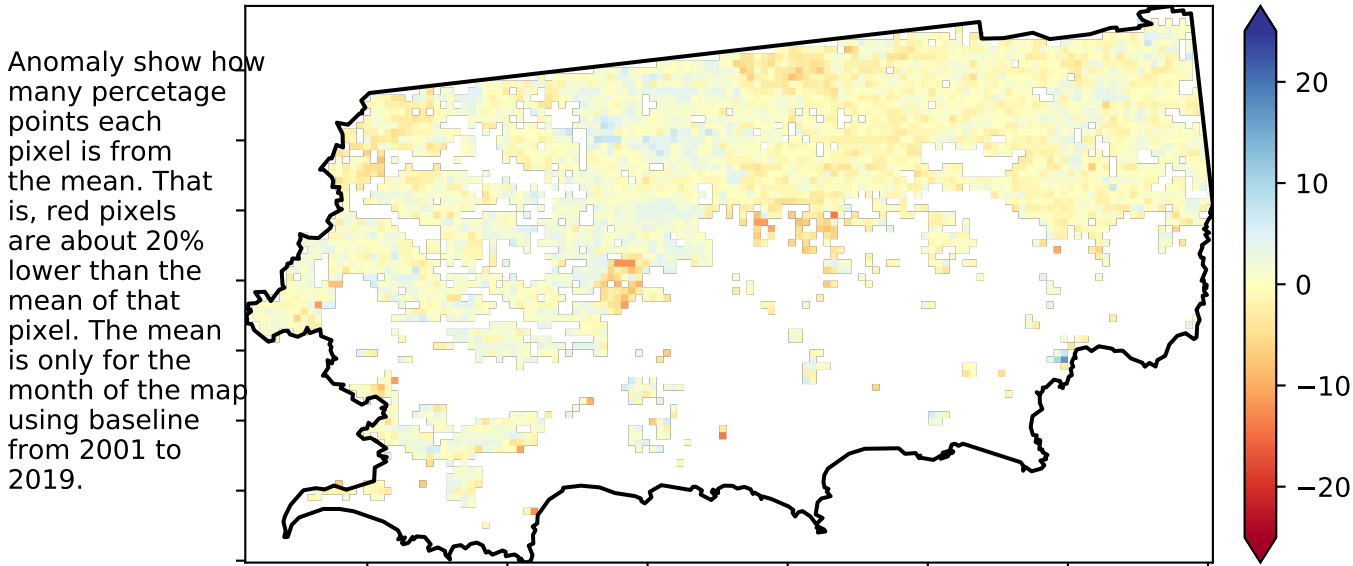 Anomaly show how
many percetage
points each
pixel is from
the mean. That
is, red pixels
are about 20%
lower than the
mean of that
pixel. The mean
is only for the
month of the map
using baseline
from 2001 to
2019.
20
10
0
−10
−20